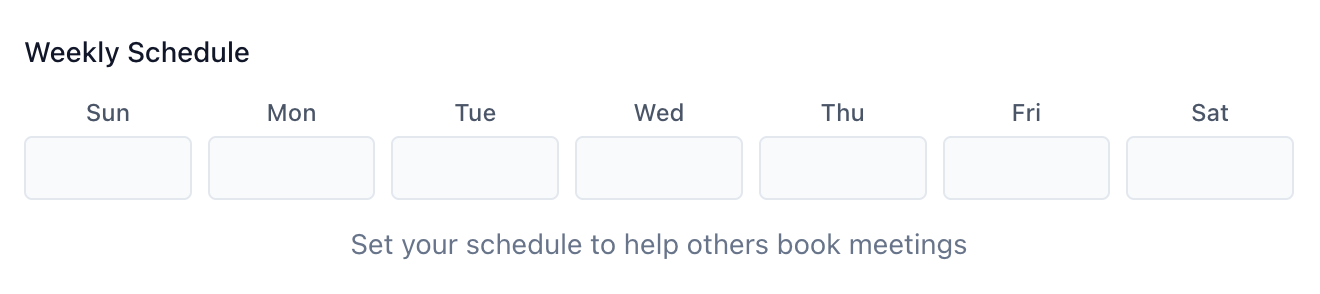 Weekly Schedule
Sun Mon Tue Wed Thu Fri Sat
Set your schedule to help others book meetings